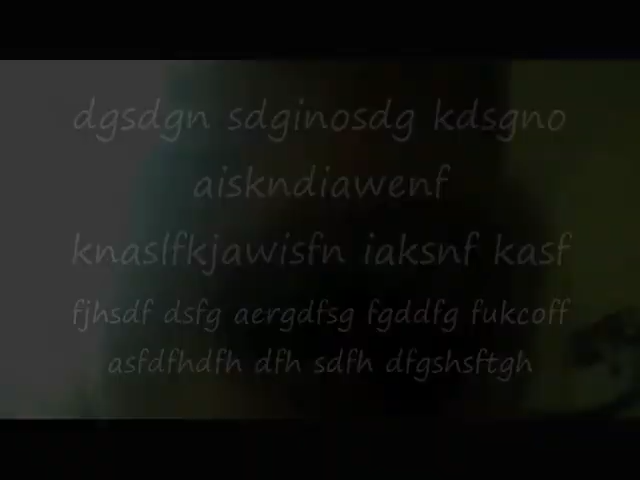 dgsdgn sdginosdg kdsgno
aiskndiawenf
knaslfkjawisfn iaksnf kasf
fjhsdf dsfg aergdfsg fgddfg fukcoff
asfdfhdfh dfh sdfh dfgshsftgh